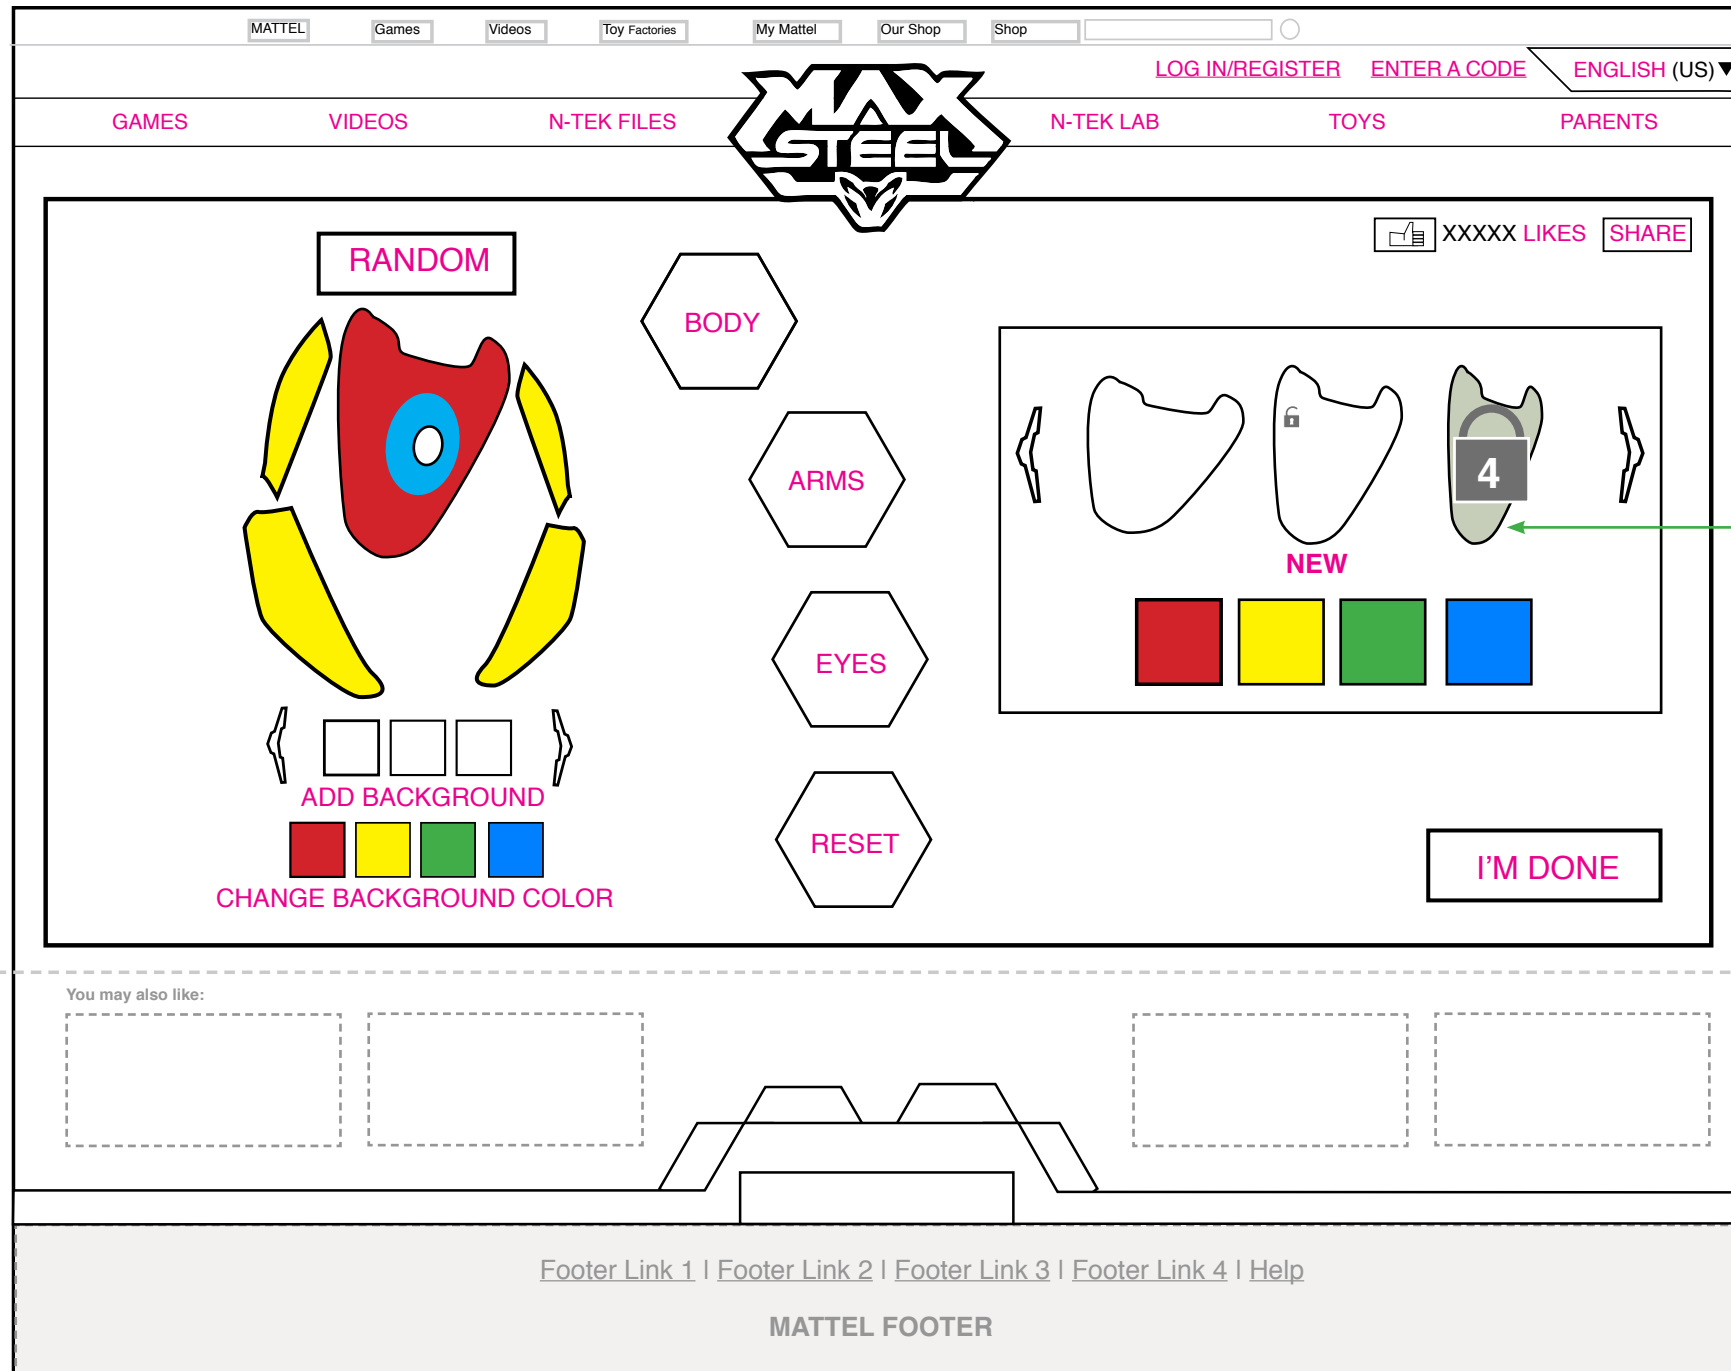 MATTEL Games Videos Toy Factories My Mattel Our Shop Shop
LOG IN/REGISTER ENTER A CODE ENGLISH (US)
MAX
STEEL
GAMES VIDEOS N-TEK FILES N-TEK LAB TOYS PARENTS
XXXXX LIKES SHARE
RANDOM
BODY
ARMS
4
NEW
EYES
ADD BACKGROUND
RESET
I'M DONE
CHANGE BACKGROUND COLOR
You may also like:
Footer Link 1 | Footer Link 2 | Footer Link 3 | Footer Link 4 | Help
MATTEL FOOTER